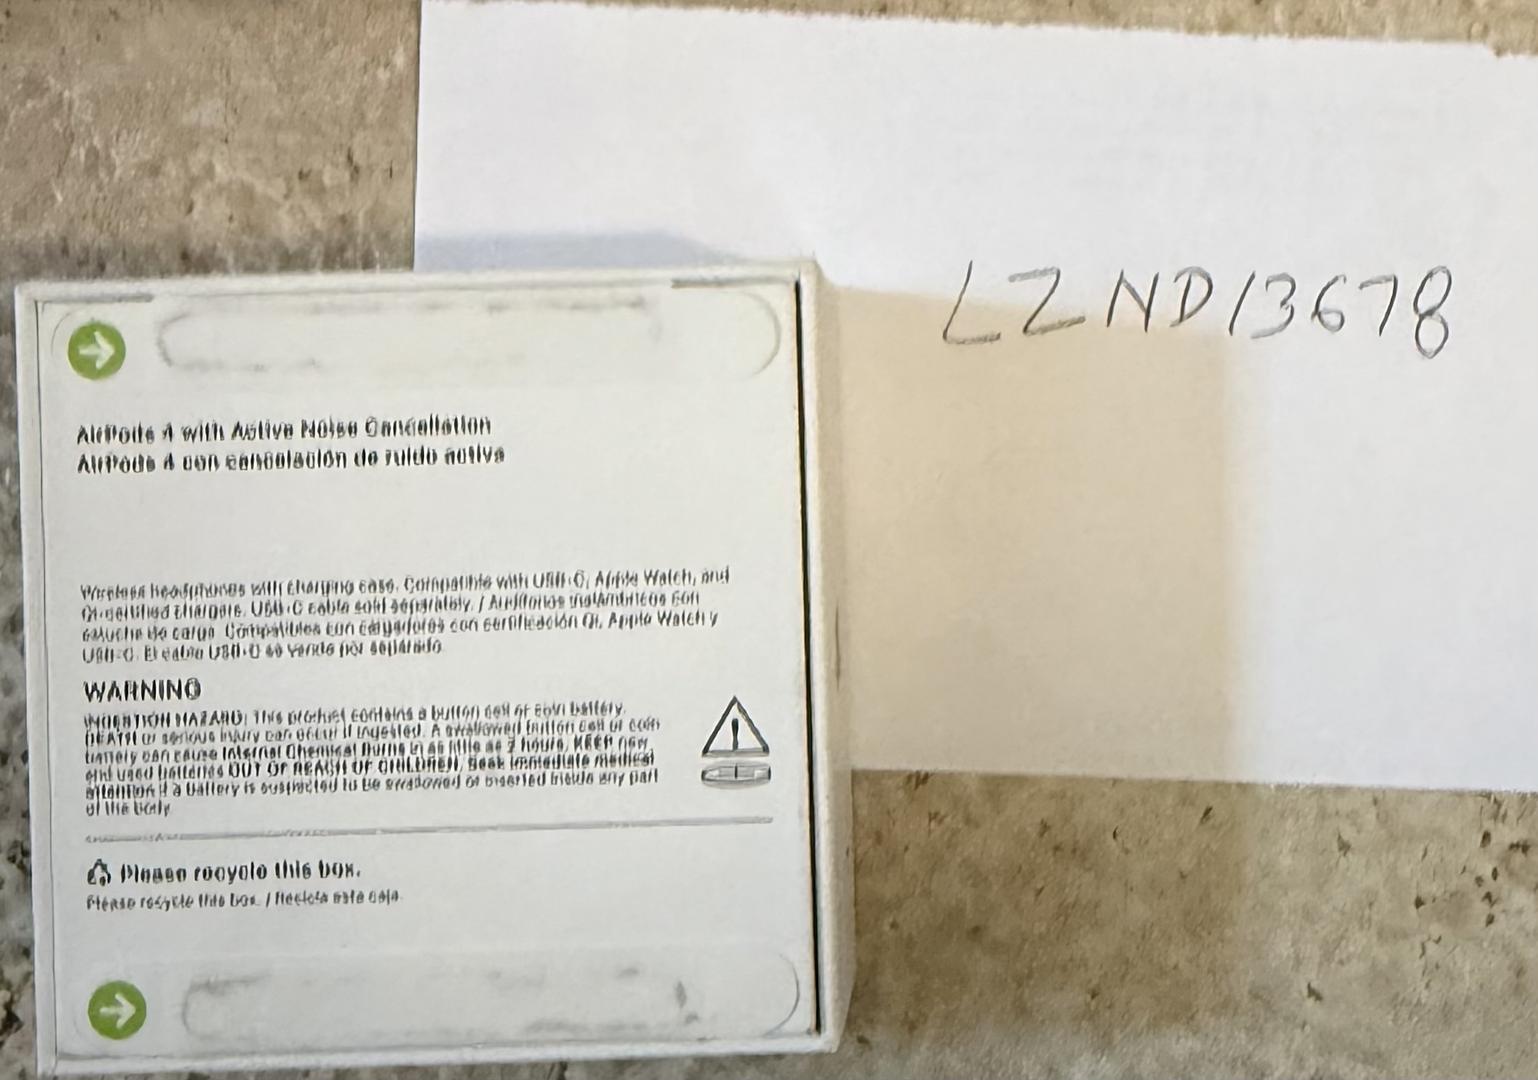 LZND13678
AirPods 4 with Active Noise Cancellation
AirPods 4 con cancelación de ruido activa
Wireless headphones with charging case. Compatible with USB-C, Apple Watch, and
Qi-certified chargers. USB-C cable sold separately. / Audífonos inalámbricos con
estuche de carga. Compatibles con cargadores con certificación Qi, Apple Watch y
USB-C. El cable USB-C se vende por separado.
WARNING
INGESTION HAZARD: This product contains a button cell or coin battery.
DEATH or serious injury can occur if ingested. A swallowed button cell or coin
battery can cause Internal Chemical Burns in as little as 2 hours. KEEP new
and used batteries OUT OF REACH OF CHILDREN. Seek immediate medical
attention if a battery is suspected to be swallowed or inserted inside any part
of the body.
Please recycle this box.
Please recycle this box. / Recicla esta caja.